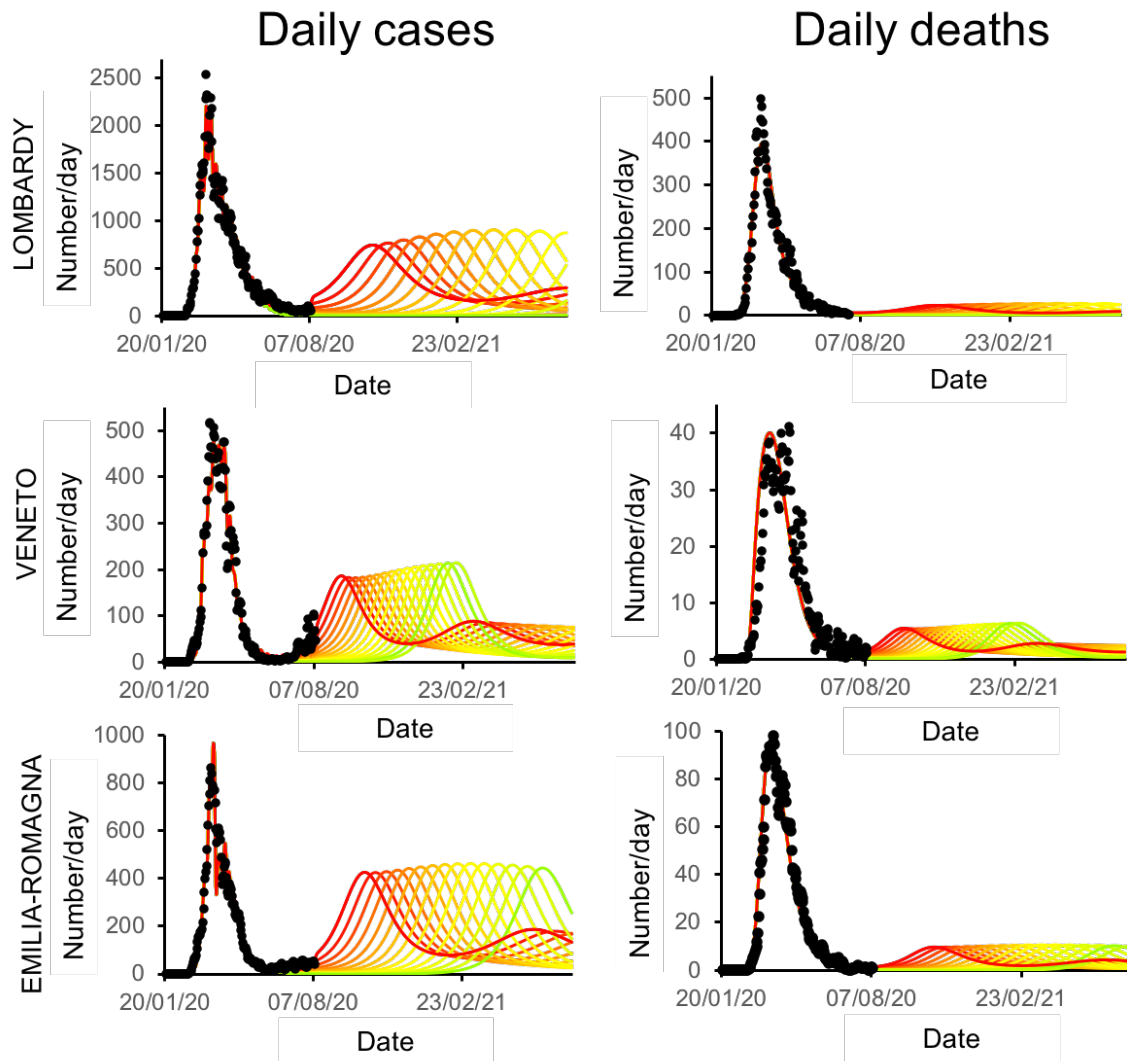 Daily cases
Daily deaths
LOMBARDY
Number/day
2500
2000
1500
1000
500
0
20/01/20 07/08/20 23/02/21
Date
Number/day
500
400
300
200
100
0
20/01/20 07/08/20 23/02/21
Date
VENETO
Number/day
500
400
300
200
100
0
20/01/20 07/08/20 23/02/21
Date
Number/day
40
30
20
10
0
20/01/20 07/08/20 23/02/21
Date
EMILIA-ROMAGNA
Number/day
1000
800
600
400
200
0
20/01/20 07/08/20 23/02/21
Date
Number/day
100
80
60
40
20
0
20/01/20 07/08/20 23/02/21
Date